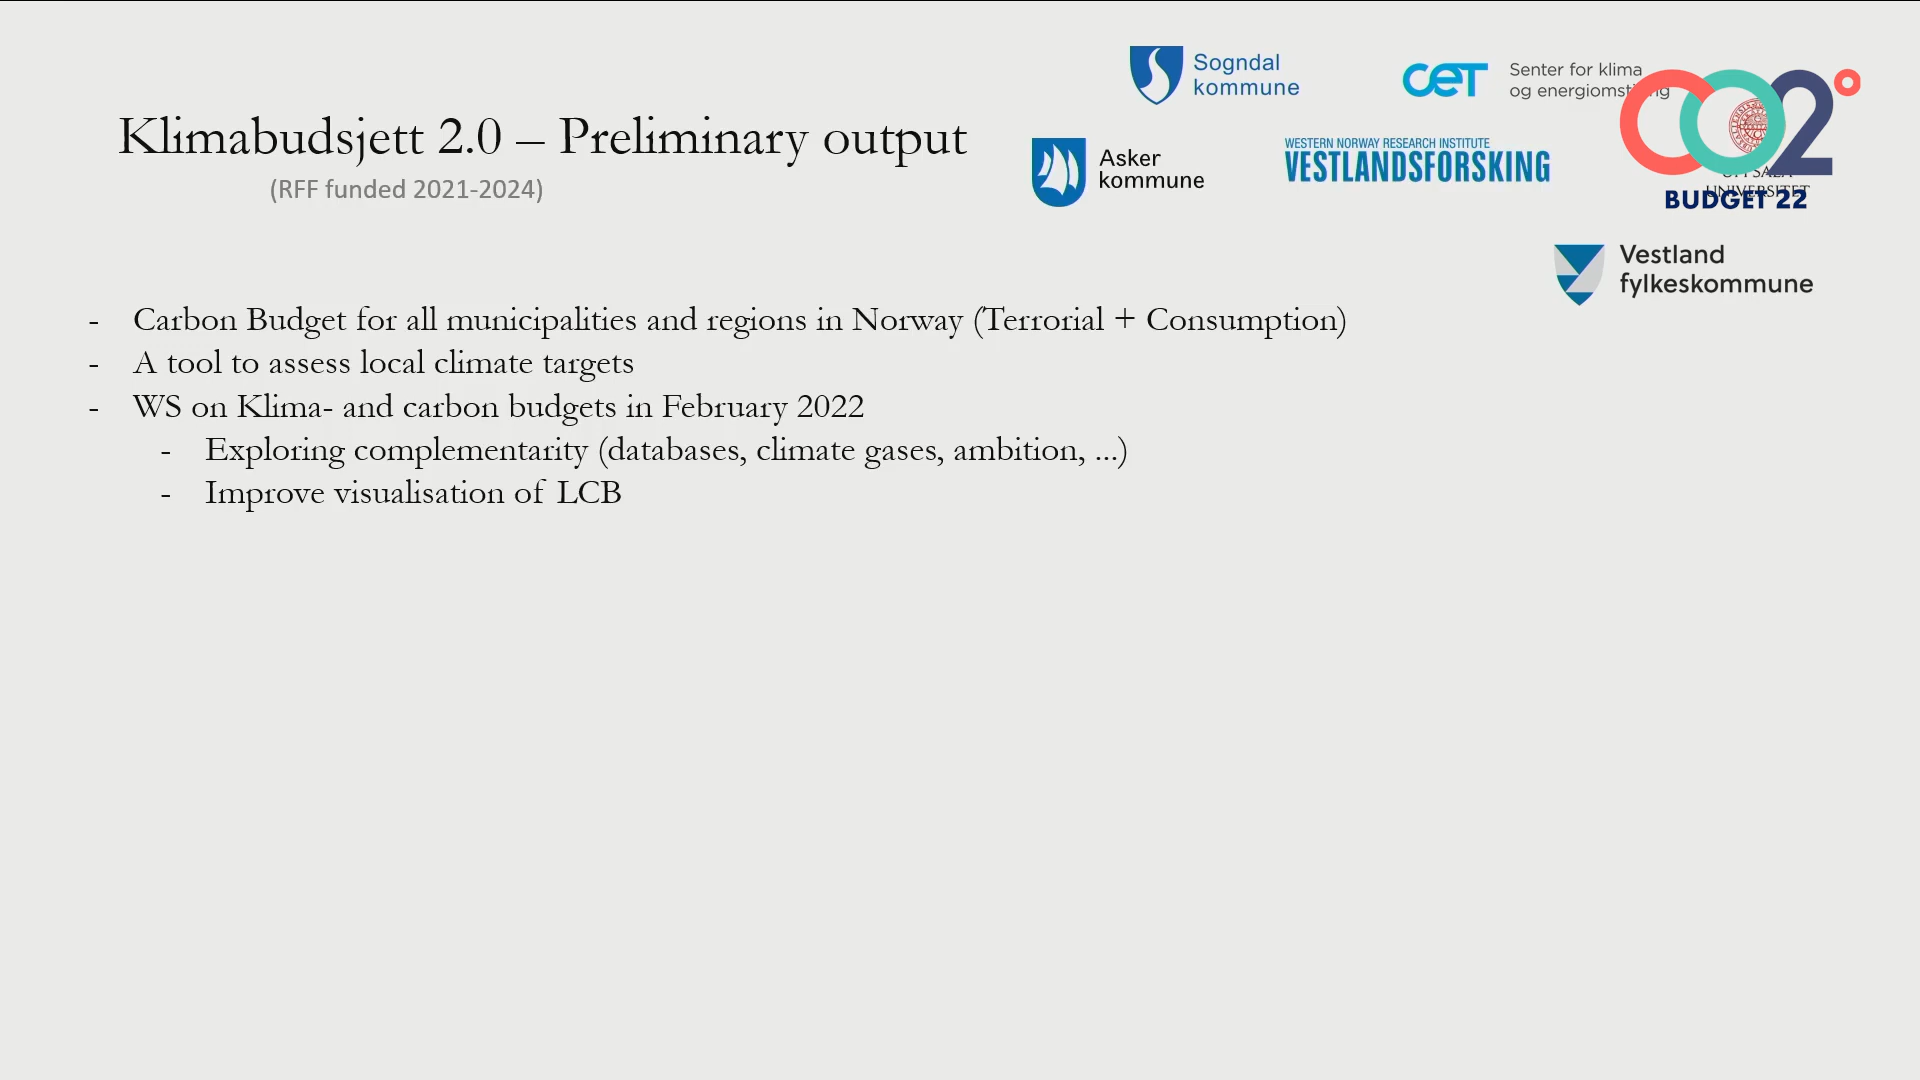 Sogndal
kommune
CET
Senter for klima
og
CO2°
BUDGET 22
UNIVERSITET
Klimabudsjett 2.0 – Preliminary output
(RFF funded 2021-2024)
Asker
kommune
WESTERN NORWAY RESEARCH INSTITUTE
VESTLANDSFORSKING
Vestland
fylkeskommune
- Carbon Budget for all municipalities and regions in Norway (Terrorial + Consumption)
- A tool to assess local climate targets
- WS on Klima- and carbon budgets in February 2022
- Exploring complementarity (databases, climate gases, ambition, ...)
- Improve visualisation of LCB